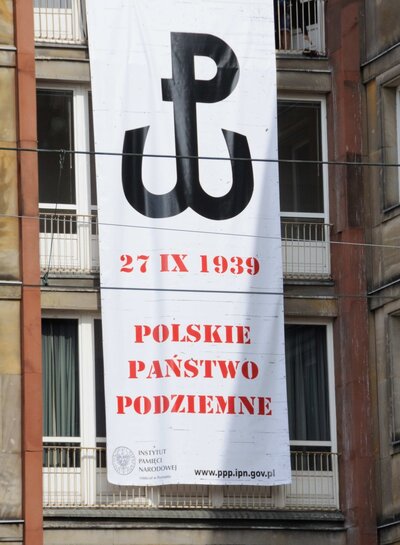 27 IX 1939
POLSKIE
PAŃSTWO
PODZIEMNE
INSTYTUT
PAMIĘCI
NARODOWEJ
www.ppp.ipn.gov.pl